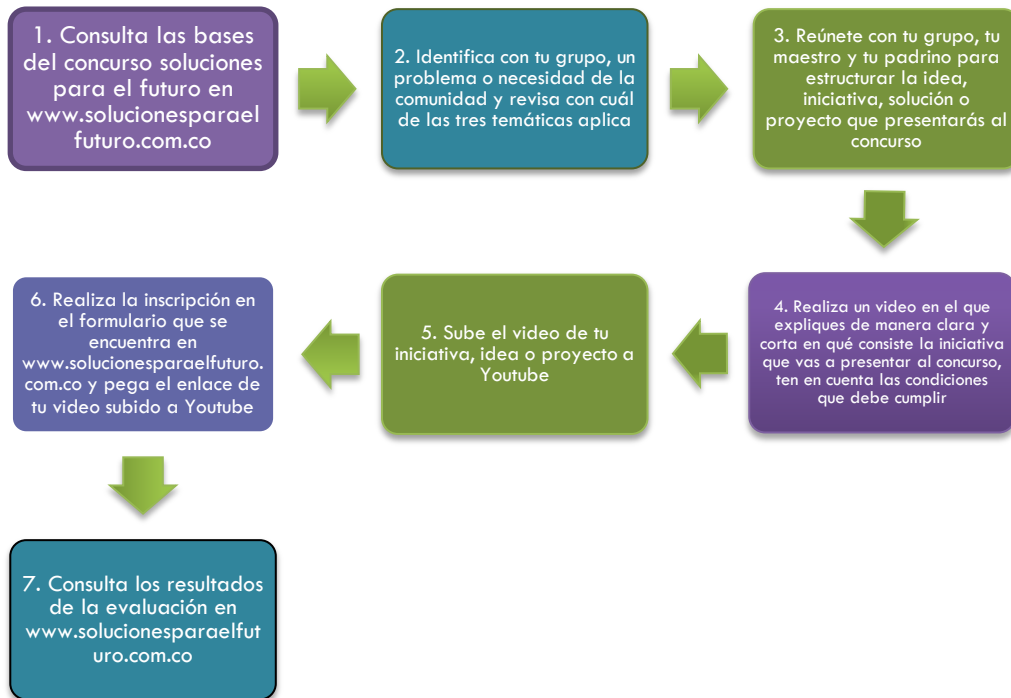 1. Consulta las bases
del concurso soluciones
para el futuro en
www.solucionesparael
futuro.com.co
2. Identifica con tu grupo, un
problema o necesidad de la
comunidad y revisa con cuál
de las tres temáticas aplica
3. Reúnete con tu grupo, tu
maestro y tu padrino para
estructurar la idea,
iniciativa, solución o
proyecto que presentarás al
concurso
4. Realiza un video en el que
expliques de manera clara y
corta en qué consiste la iniciativa
que vas a presentar al concurso,
ten en cuenta las condiciones
que debe cumplir
5. Sube el video de tu
iniciativa, idea o proyecto a
Youtube
6. Realiza la inscripción en
el formulario que se
encuentra en
www.solucionesparaelfuturo.
com.co y pega el enlace de
tu video subido a Youtube
7. Consulta los resultados
de la evaluación en
www.solucionesparaelfut
uro.com.co